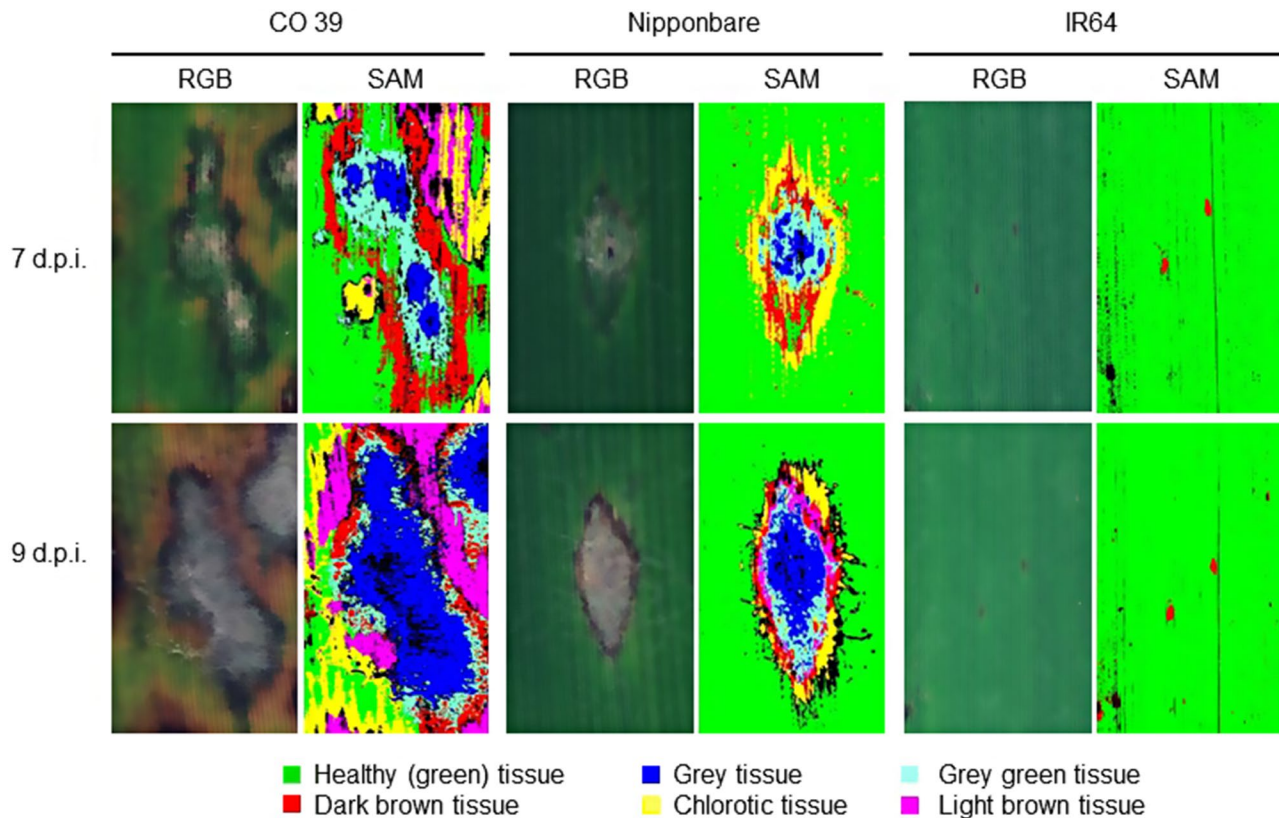 CO 39 Nipponbare IR64
RGB SAM RGB SAM RGB SAM
7 d.p.i.
9 d.p.i.
Healthy (green) tissue Grey tissue Grey green tissue
Dark brown tissue Chlorotic tissue Light brown tissue